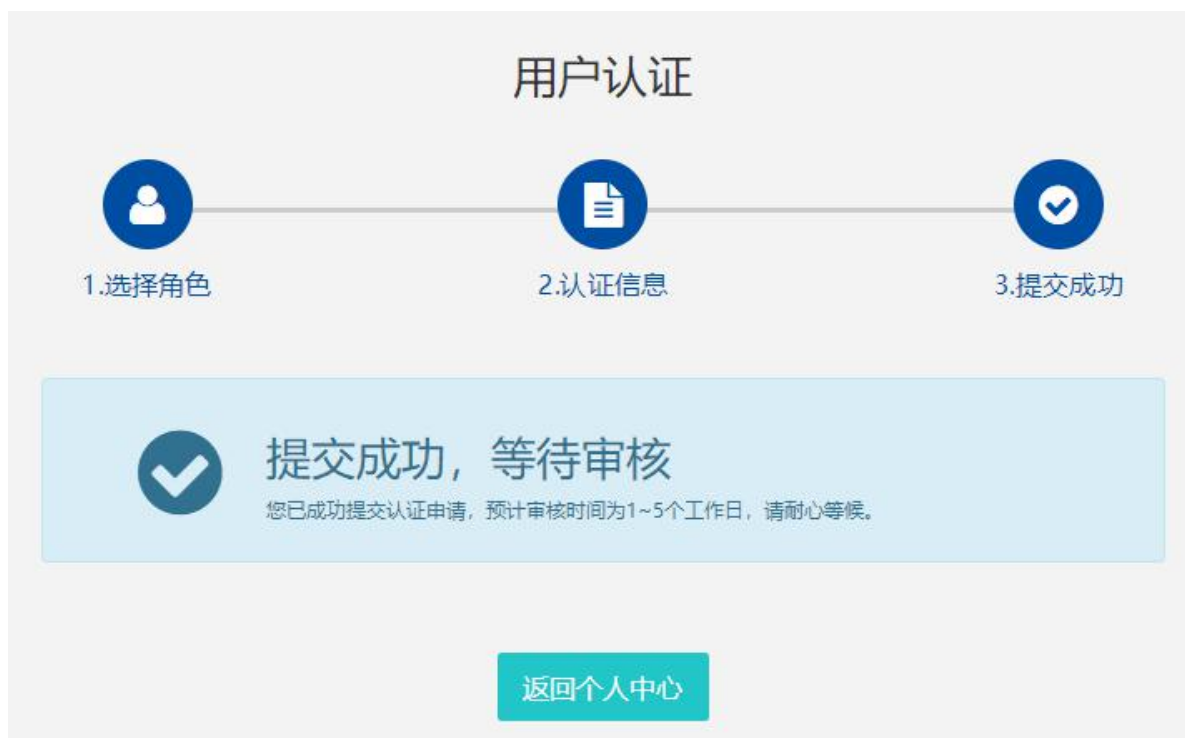 用户认证
1.选择角色
2.认证信息
3.提交成功
提交成功，等待审核
您已成功提交认证申请，预计审核时间为1~5个工作日，请耐心等候。
返回个人中心